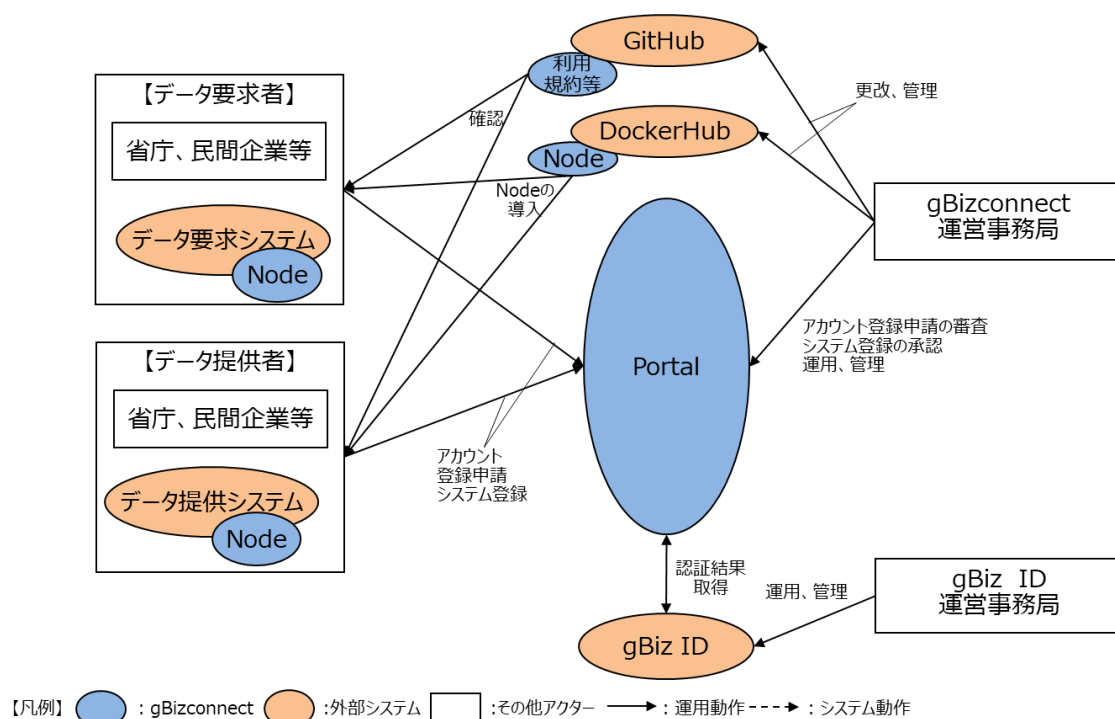 GitHub
利用
規約等
更改、管理
【データ要求者】
確認
省庁、民間企業等
DockerHub
Node
Nodeの
導入
データ要求システム
Node
gBizconnect
運営事務局
【データ提供者】
アカウント登録申請の審査
システム登録の承認
運用、管理
Portal
省庁、民間企業等
アカウント
登録申請
システム登録
データ提供システム
Node
認証結果
取得
運用、管理
gBiz ID
運営事務局
gBiz ID
【凡例】 : gBizconnect :外部システム :その他アクター : 運用動作 : システム動作